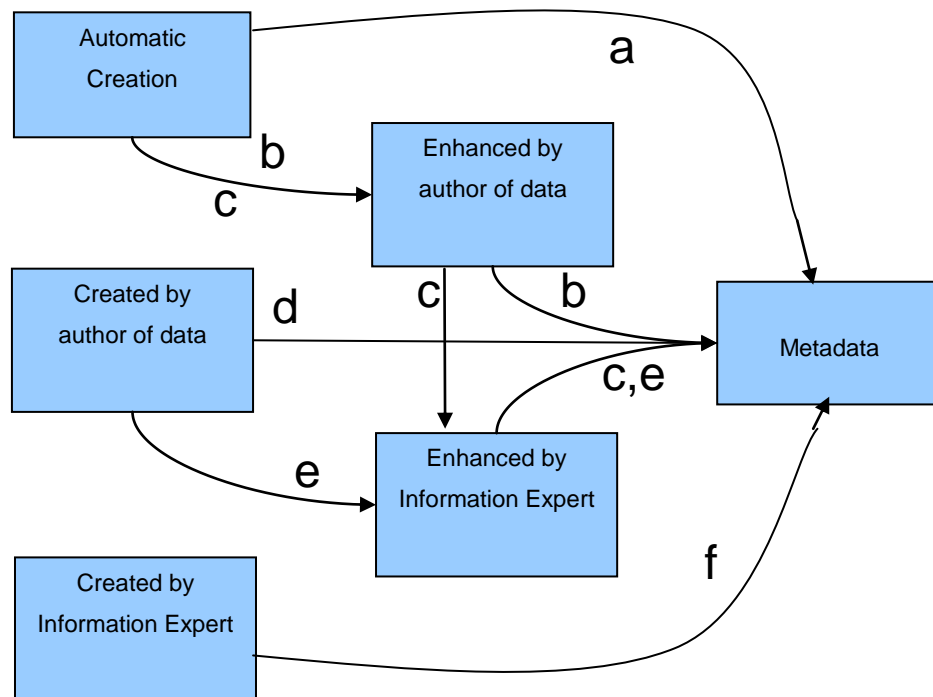 Automatic
Creation
a
b
c
Enhanced by
author of data
Created by
author of data
d
c
b
Metadata
c,e
e
Enhanced by
Information Expert
Created by
Information Expert
f